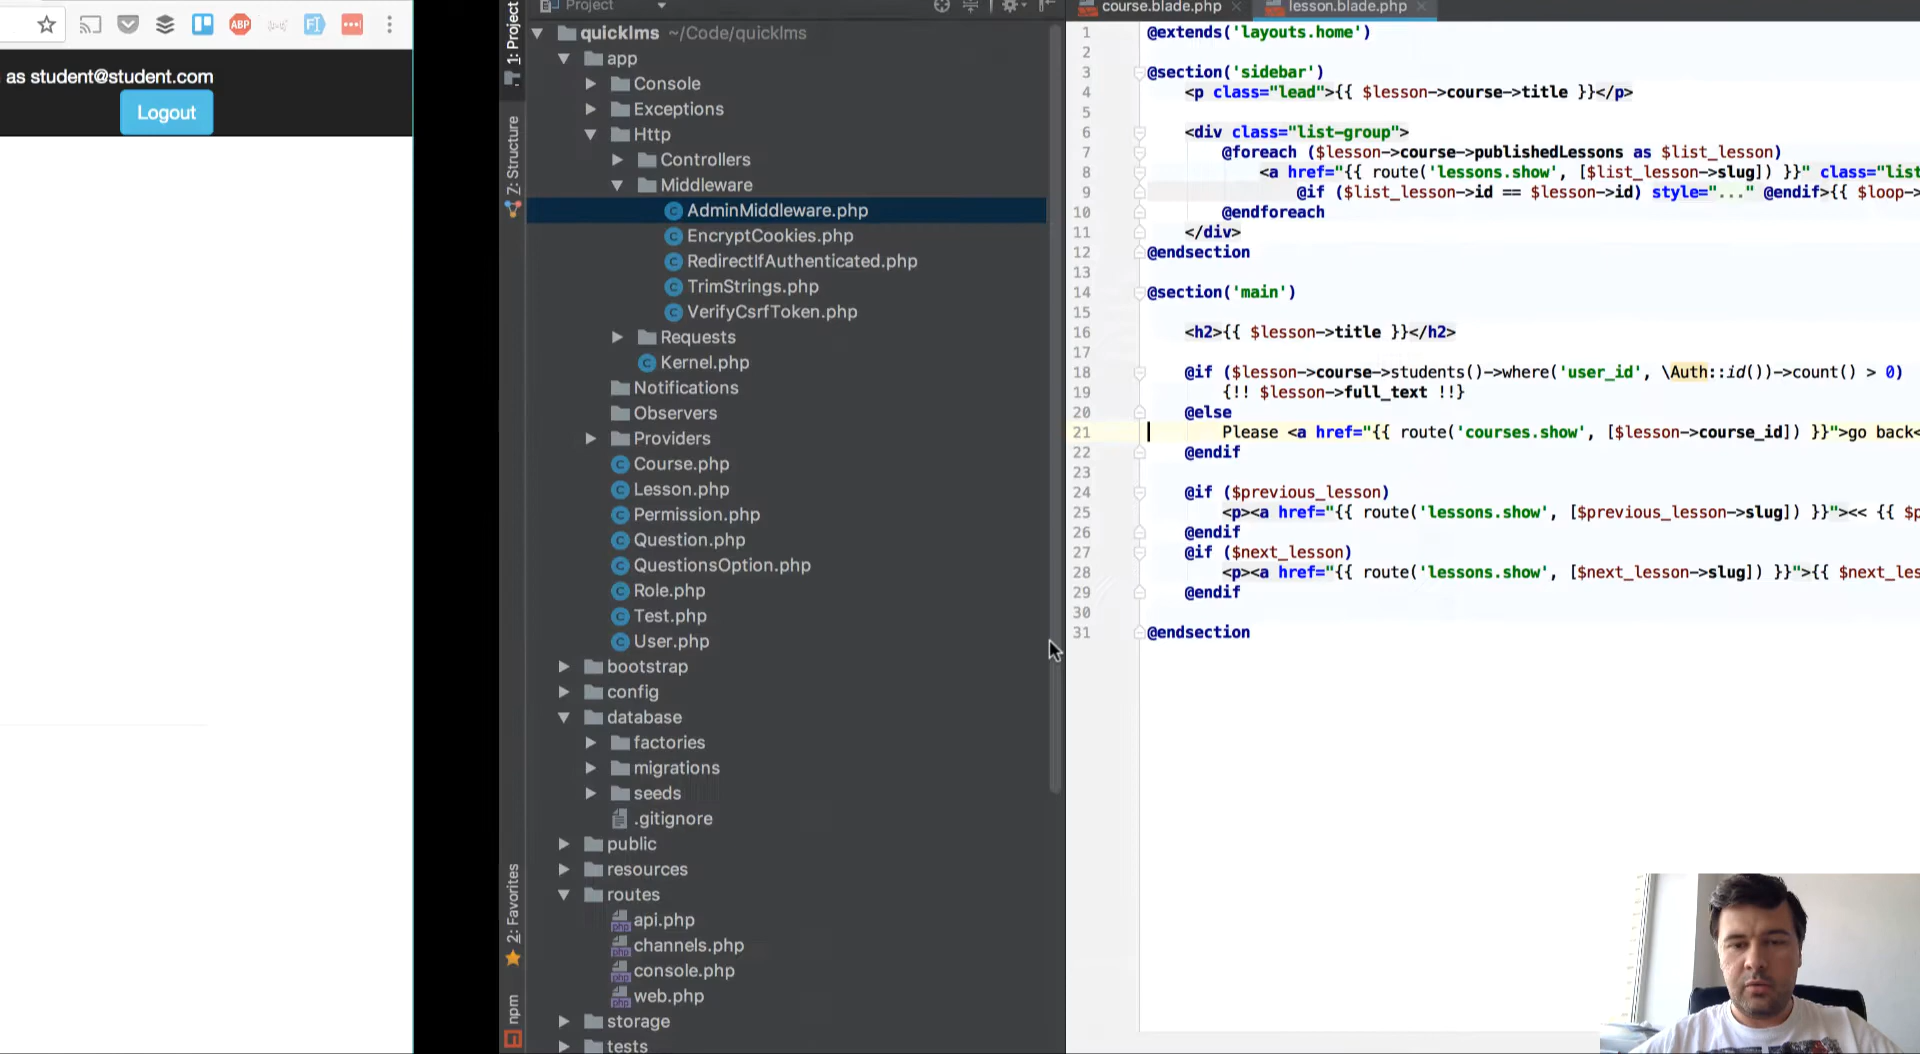 as student@student.com
Logout
ABP
Project
1: Project
Z: Structure
2: Favorites
npm
quicklms ~/Code/quicklms
app
Console
Exceptions
Http
Controllers
Middleware
AdminMiddleware.php
EncryptCookies.php
RedirectIfAuthenticated.php
TrimStrings.php
VerifyCsrfToken.php
Requests
Kernel.php
Notifications
Observers
Providers
Course.php
Lesson.php
Permission.php
Question.php
QuestionsOption.php
Role.php
Test.php
User.php
bootstrap
config
database
factories
migrations
seeds
.gitignore
public
resources
routes
api.php
channels.php
console.php
web.php
storage
tests
course.blade.php
lesson.blade.php
1 @extends('layouts.home')
2
3 @section('sidebar')
4 <p class="lead">{{ $lesson->course->title }}</p>
5
6 <div class="list-group">
7 @foreach ($lesson->course->publishedLessons as $list_lesson)
8 <a href="{{ route('lessons.show', [$list_lesson->slug]) }}" class="list
9 @if ($list_lesson->id == $lesson->id) style="..." @endif>{{ $loop->
10 @endforeach
11 </div>
12 @endsection
13
14 @section('main')
15
16 <h2>{{ $lesson->title }}</h2>
17
18 @if ($lesson->course->students()->where('user_id', \Auth::id())->count() > 0)
19 {!! $lesson->full_text !!}
20 @else
21 Please <a href="{{ route('courses.show', [$lesson->course_id]) }}">go back<
22 @endif
23
24 @if ($previous_lesson)
25 <p><a href="{{ route('lessons.show', [$previous_lesson->slug]) }}"><< {{ $p
26 @endif
27 @if ($next_lesson)
28 <p><a href="{{ route('lessons.show', [$next_lesson->slug]) }}">{{ $next_les
29 @endif
30
31 @endsection